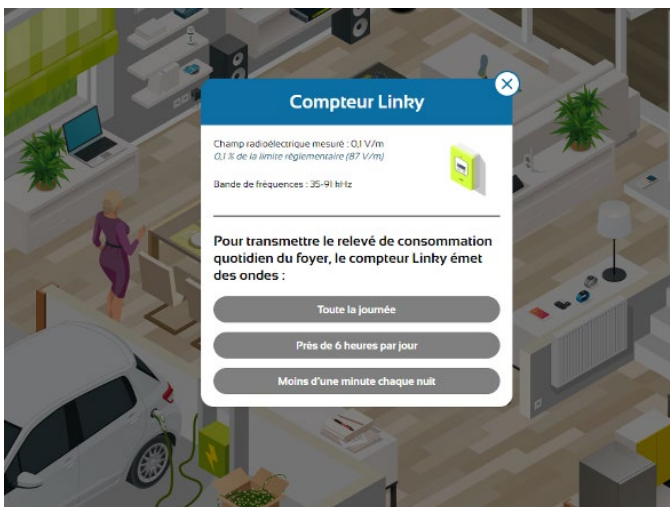 Compteur Linky
Champ radioélectrique mesuré : 0,1 V/m
0,1 % de la limite réglementaire (87 V/m)
Bande de fréquences : 35-91 kHz
Pour transmettre le relevé de consommation
quotidien du foyer, le compteur Linky émet
des ondes :
Toute la journée
Près de 6 heures par jour
Moins d'une minute chaque nuit